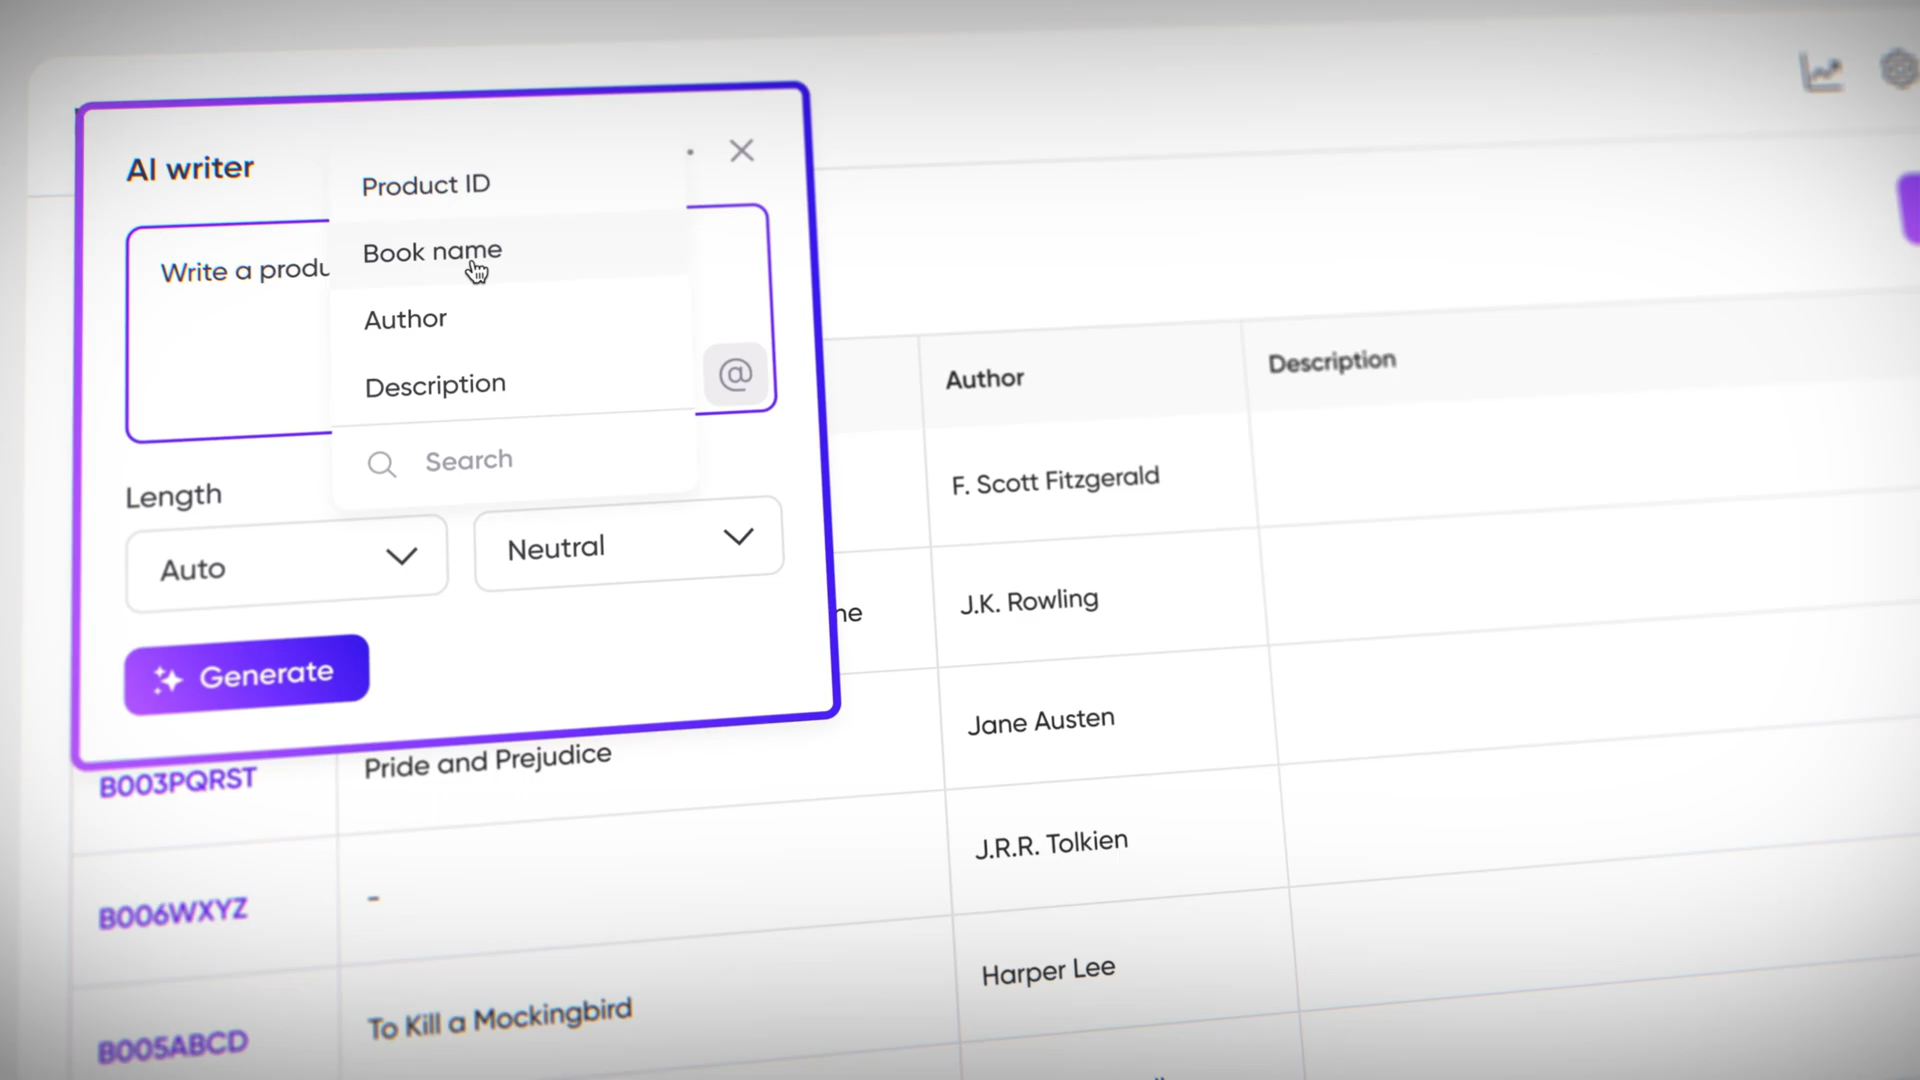 AI writer
Product ID
Write a produ
Book name
Author
Description
@
Search
Length
Auto
Neutral
Generate
Author
Description
F. Scott Fitzgerald
ne
J.K. Rowling
Jane Austen
B003PQRST
Pride and Prejudice
J.R.R. Tolkien
B006WXYZ
-
Harper Lee
B005ABCD
To Kill a Mockingbird